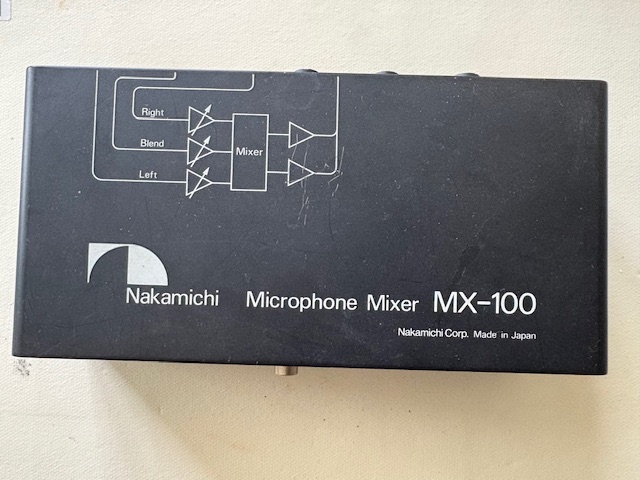 Right
Blend
Mixer
Left
Nakamichi Microphone Mixer MX-100
Nakamichi Corp. Made in Japan